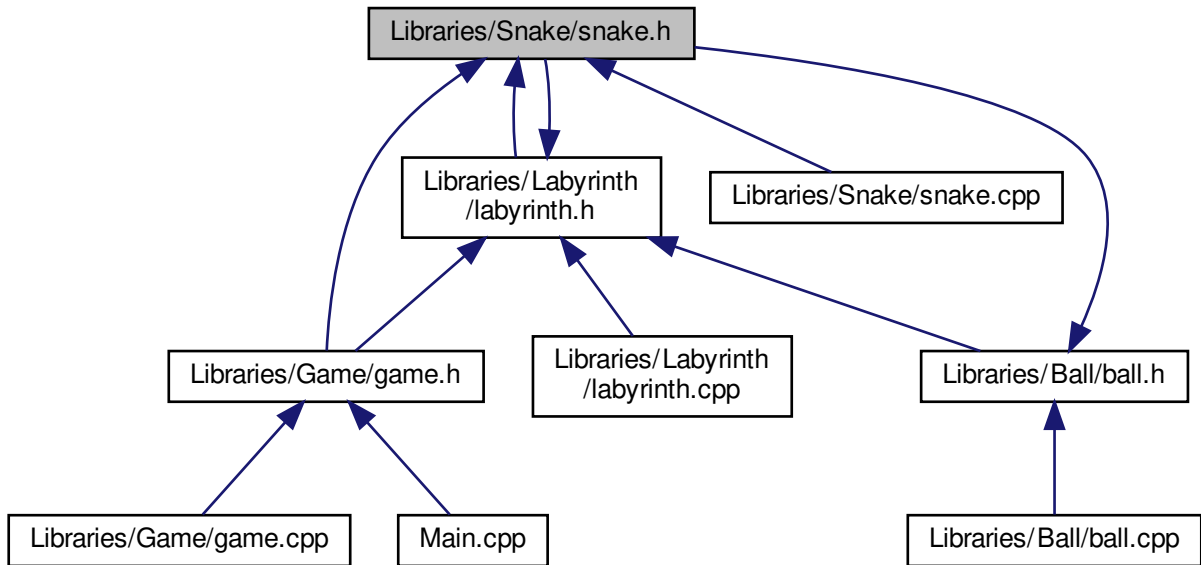 Libraries/Snake/snake.h
Libraries/Labyrinth
/labyrinth.h
Libraries/Snake/snake.cpp
Libraries/Game/game.h
Libraries/Labyrinth
/labyrinth.cpp
Libraries/Ball/ball.h
Libraries/Game/game.cpp
Main.cpp
Libraries/Ball/ball.cpp